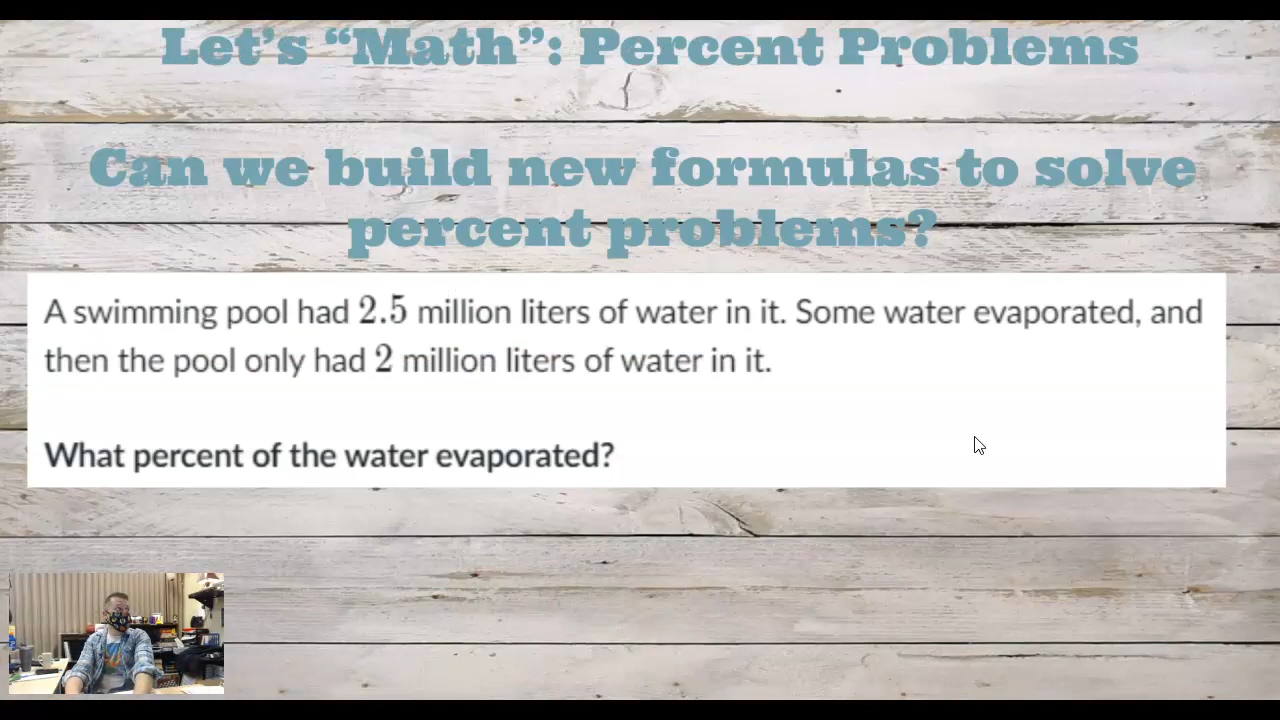 Let's “Math”: Percent Problems
Can we build new formulas to solve
percent problems?
A swimming pool had 2.5 million liters of water in it. Some water evaporated, and
then the pool only had 2 million liters of water in it.
What percent of the water evaporated?